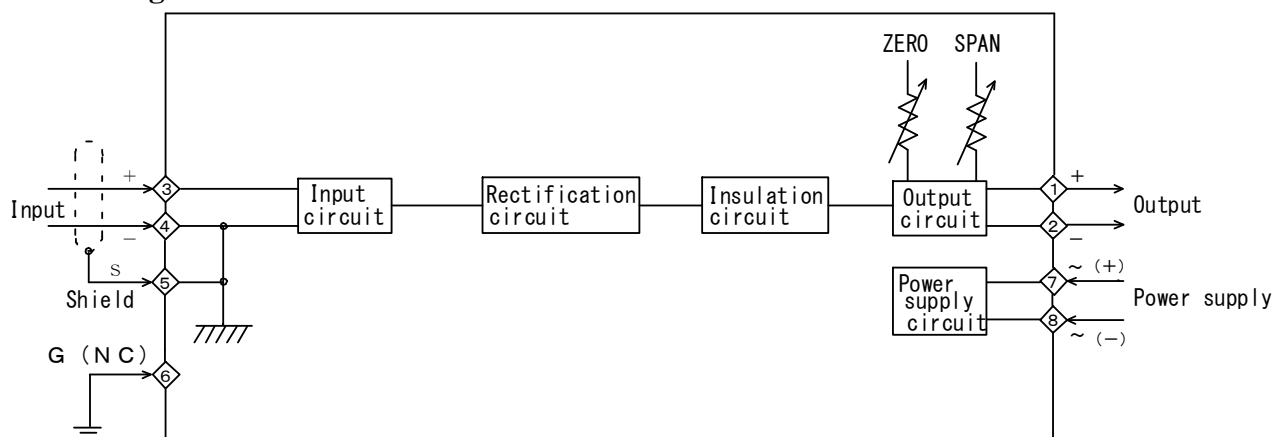 ZERO SPAN
Input
+
−
S
Shield
G (NC)
3
4
5
6
Input
circuit
Rectification
circuit
Insulation
circuit
Output
circuit
Power
supply
circuit
1
2
7
8
+
−
Output
~ (+)
Power supply
~ (−)